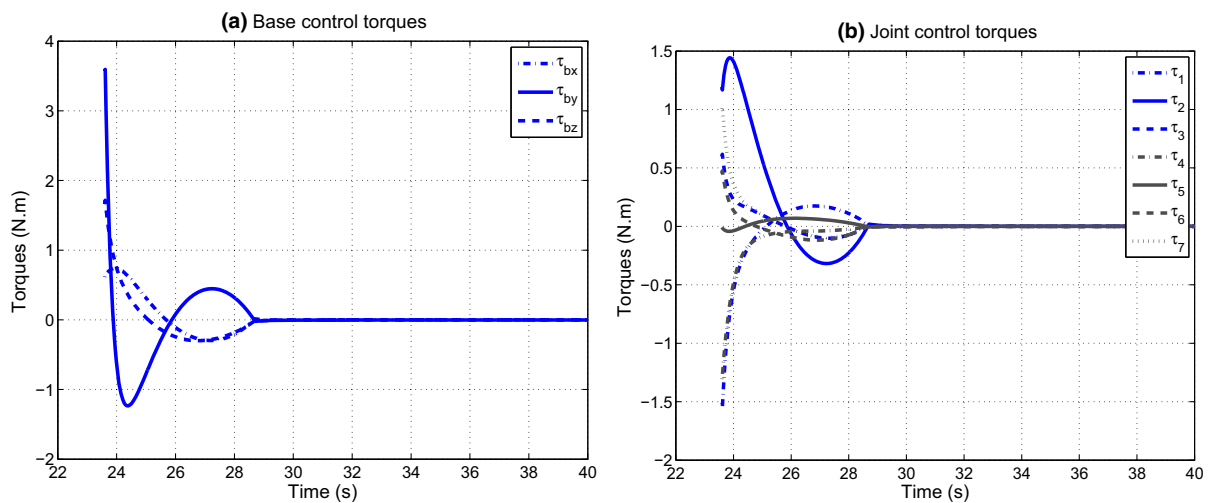 (a) Base control torques
4
3
2
1
0
−1
−2
Torques (N.m)
22 24 26 28 30 32 34 36 38 40
Time (s)
τbx
τby
τbz
(b) Joint control torques
1.5
1
0.5
0
−0.5
−1
−1.5
−2
Torques (N.m)
22 24 26 28 30 32 34 36 38 40
Time (s)
τ1
τ2
τ3
τ4
τ5
τ6
τ7